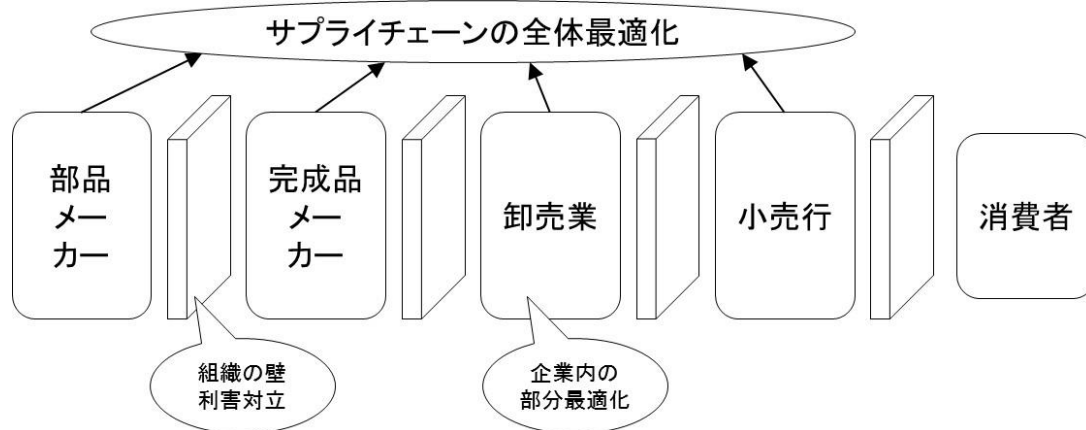 サプライチェーンの全体最適化
部品
メー
カー
完成品
メー
カー
卸売業
小売行
消費者
組織の壁
利害対立
企業内の
部分最適化